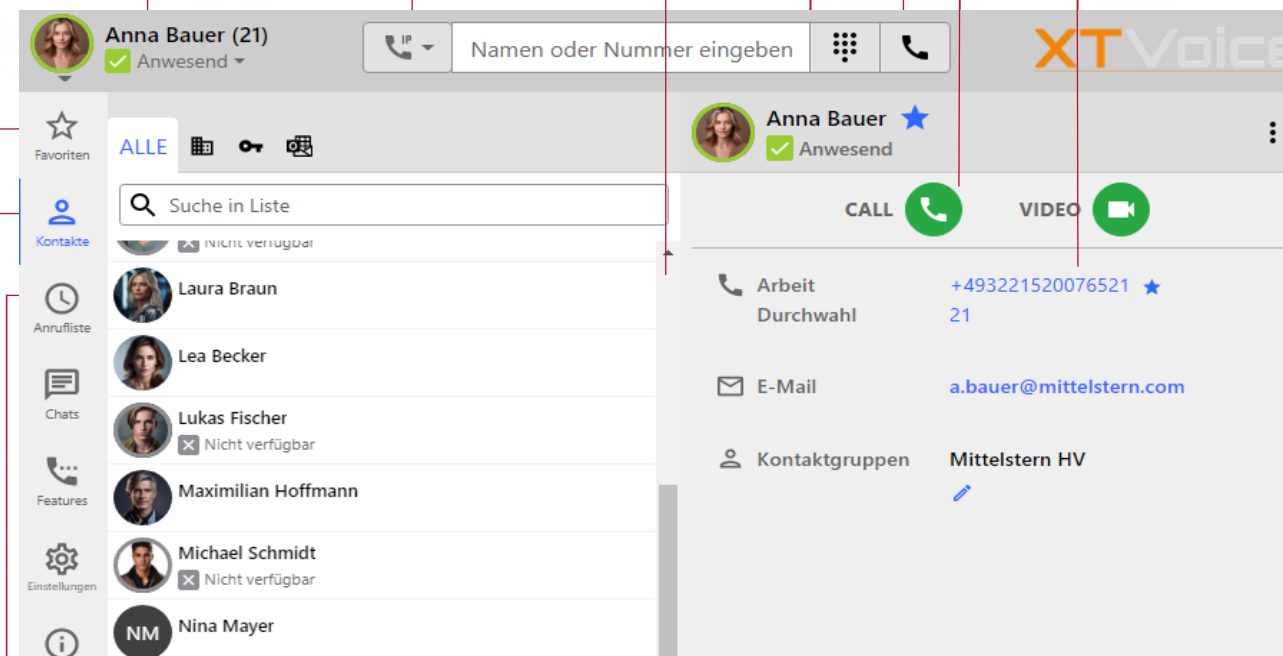 Anna Bauer (21)
Anwesend
IP
Namen oder Nummer eingeben
XTVoice
Favoriten
Kontakte
Anrufliste
Chats
Features
Einstellungen
ALLE
Suche in Liste
Nicht verfügbar
Laura Braun
Lea Becker
Lukas Fischer
Nicht verfügbar
Maximilian Hoffmann
Michael Schmidt
Nicht verfügbar
NM Nina Mayer
Anna Bauer
Anwesend
CALL VIDEO
Arbeit +493221520076521
Durchwahl 21
E-Mail a.bauer@mittelstern.com
Kontaktgruppen Mittelstern HV